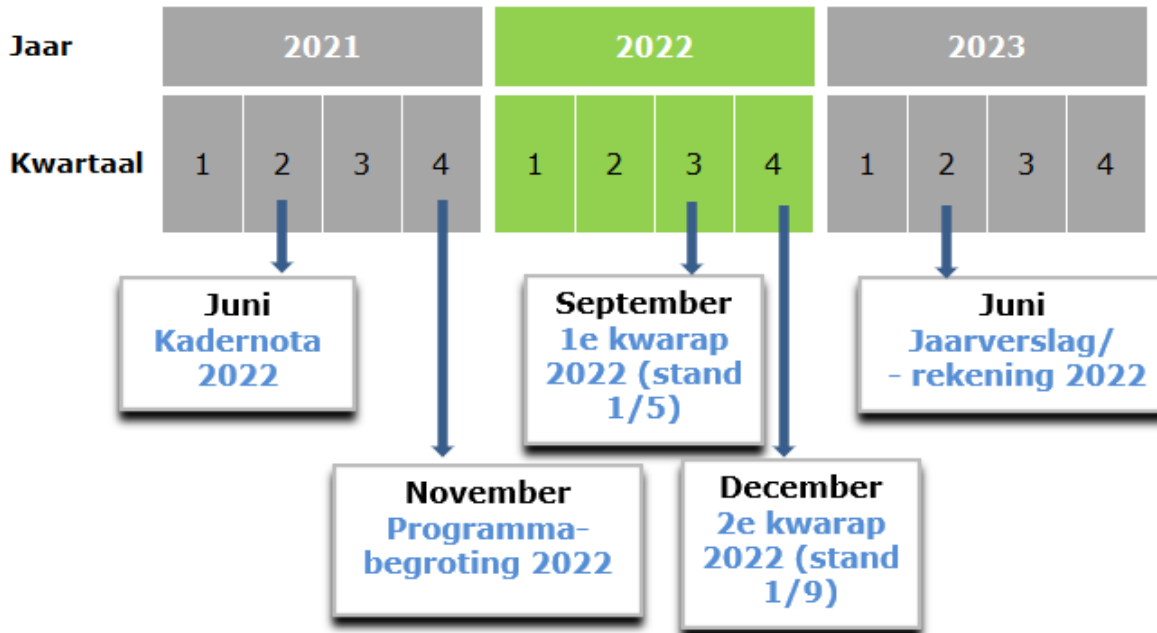 Jaar 2021 2022 2023
Kwartaal 1 2 3 4 1 2 3 4 1 2 3 4
Juni
Kadernota
2022
September
1e kwarap
2022 (stand
1/5)
Juni
Jaarverslag/
- rekening 2022
November
Programma-
begroting 2022
December
2e kwarap
2022 (stand
1/9)